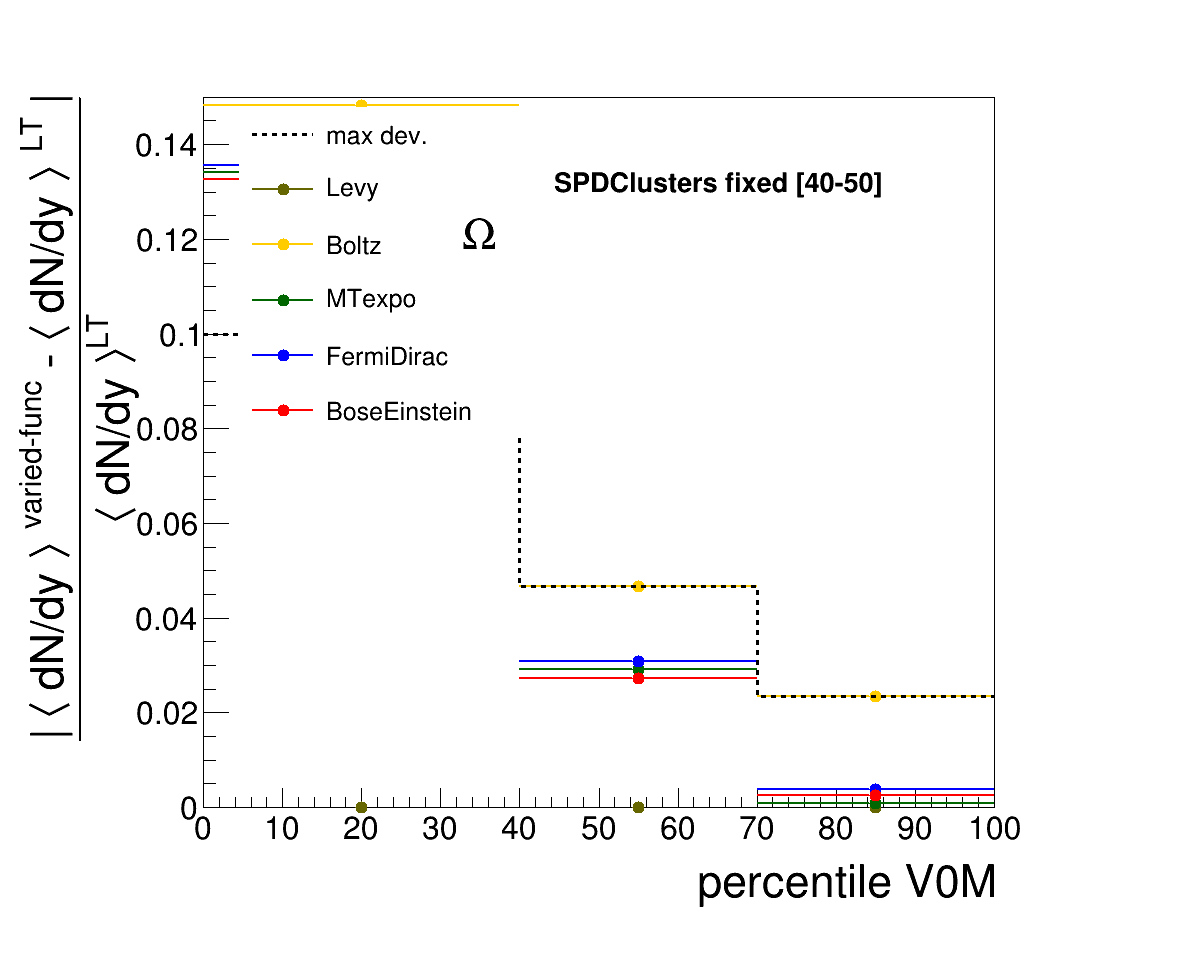 |⟨ dN/dy ⟩ varied-func - ⟨ dN/dy ⟩ LT |
⟨ dN/dy ⟩ LT
0.14
0.12
0.1
0.08
0.06
0.04
0.02
0
max dev.
Levy
Boltz
MTexpo
FermiDirac
BoseEinstein
Ω
SPDClusters fixed [40-50]
0 10 20 30 40 50 60 70 80 90 100
percentile V0M